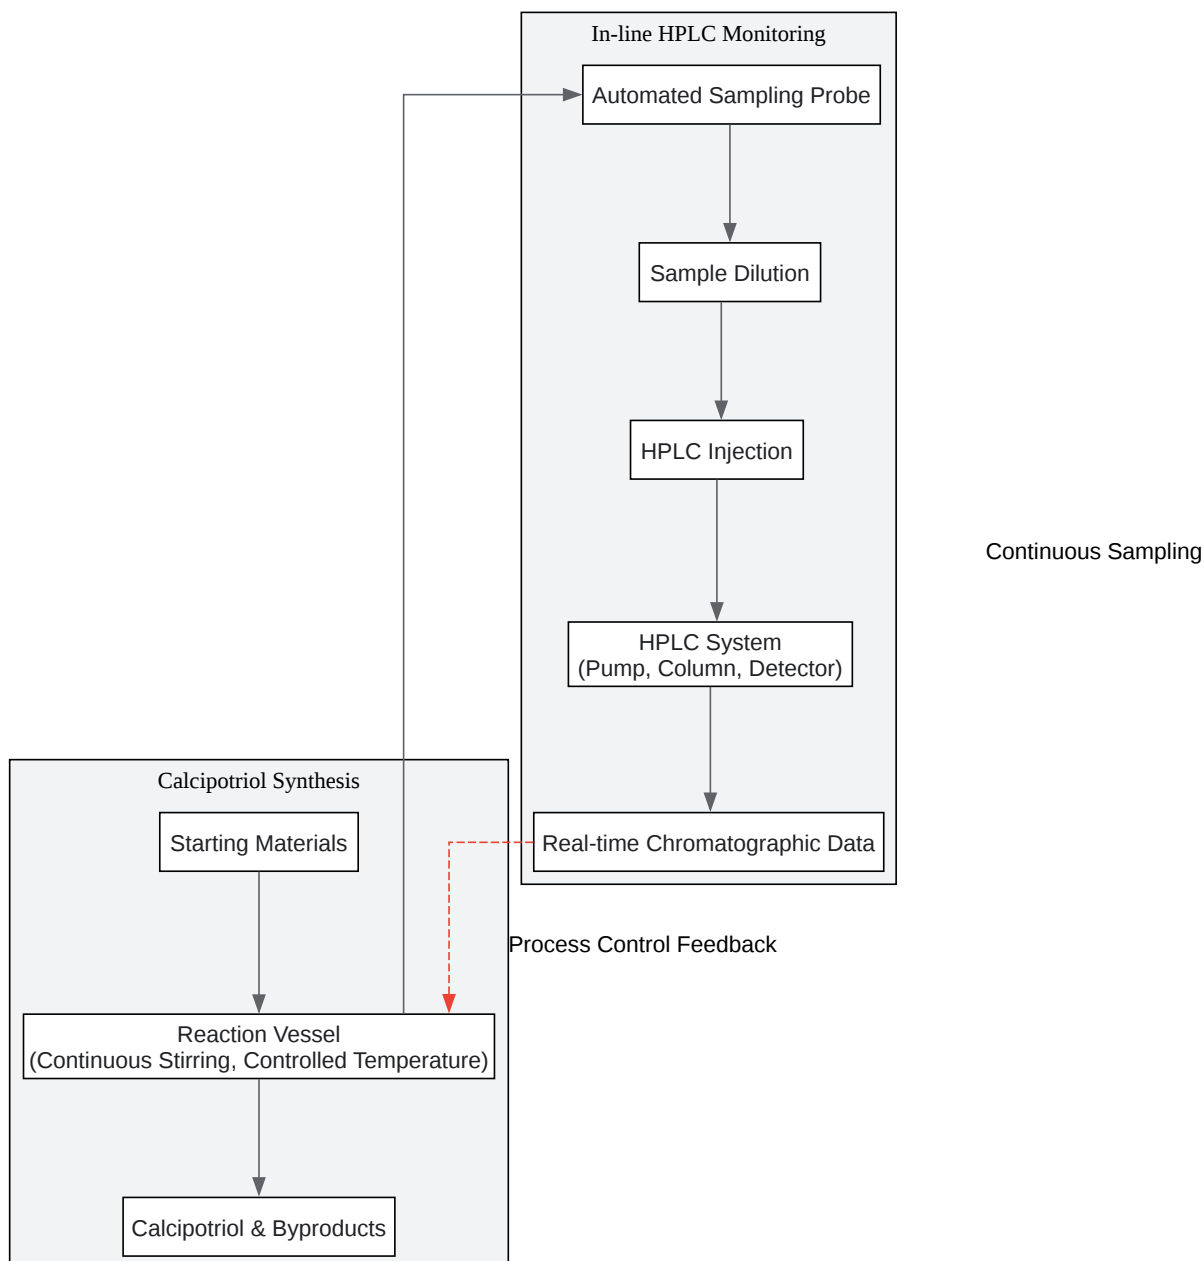 In-line HPLC Monitoring
Automated Sampling Probe
Sample Dilution
HPLC Injection
Continuous Sampling
HPLC System
(Pump, Column, Detector)
Calcipotriol Synthesis
Starting Materials
Real-time Chromatographic Data
Process Control Feedback
Reaction Vessel
(Continuous Stirring, Controlled Temperature)
Calcipotriol & Byproducts